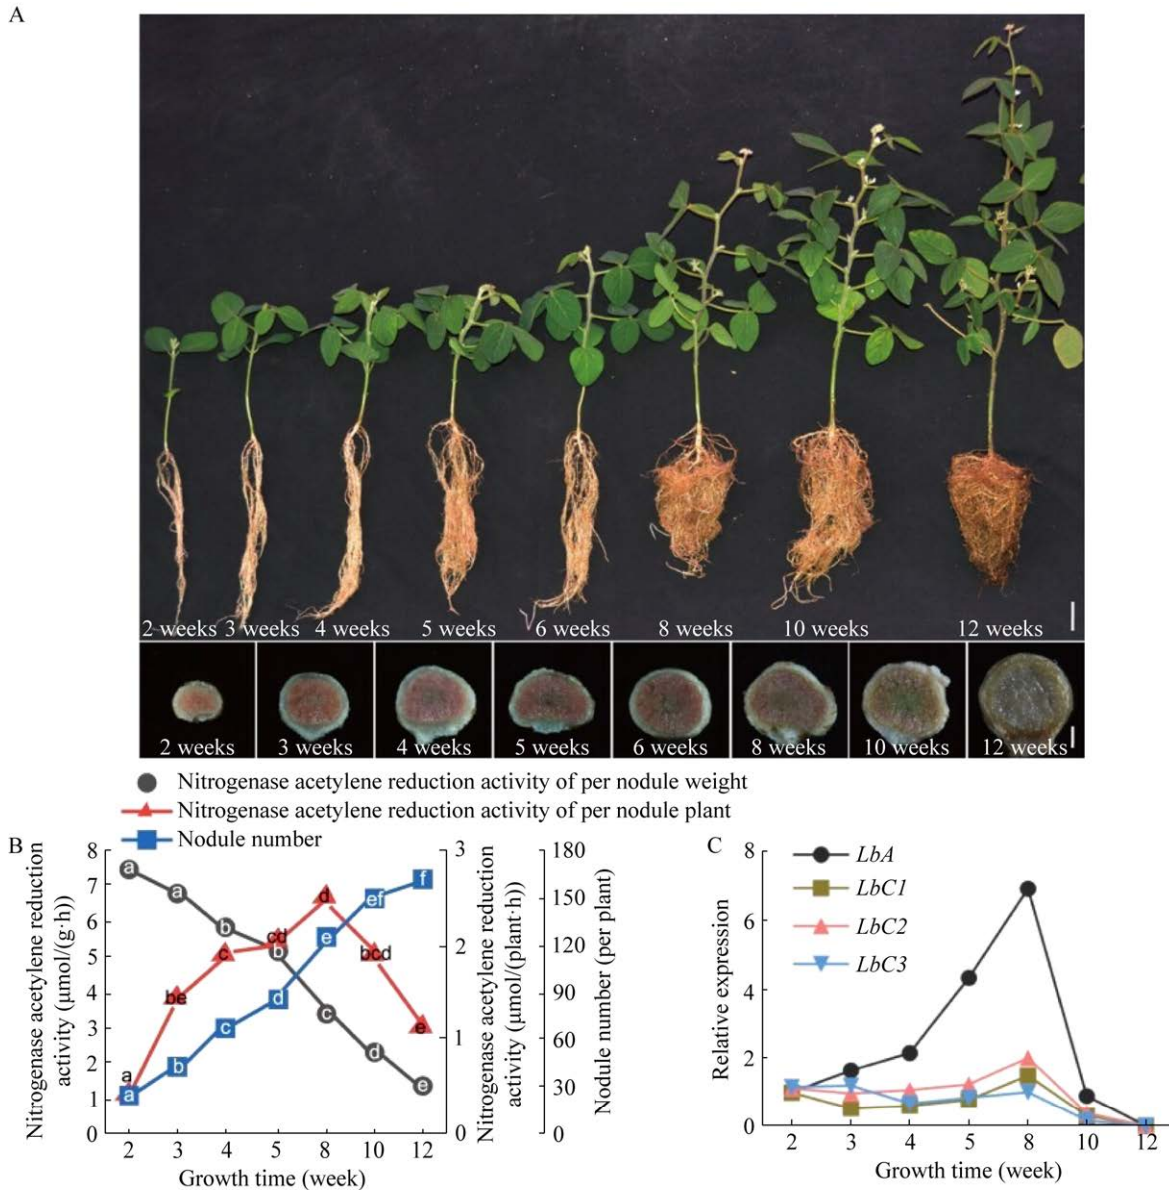 A
2 weeks 3 weeks 4 weeks 5 weeks 6 weeks 8 weeks 10 weeks 12 weeks
2 weeks 3 weeks 4 weeks 5 weeks 6 weeks 8 weeks 10 weeks 12 weeks
Nitrogenase acetylene reduction activity of per nodule weight
Nitrogenase acetylene reduction activity of per nodule plant
Nodule number
B
Nitrogenase acetylene reduction
activity (μmol/(g·h))
8
7
6
5
4
3
2
1
0
a
a
b
b
c
d
e
a
be
c
cd
d
bcd
e
a
b
c
d
e
ef
f
2 3 4 5 8 10 12
Growth time (week)
3
2
1
0
Nitrogenase acetylene reduction
activity (μmol/(plant·h))
180
150
120
90
60
30
0
Nodule number (per plant)
C
LbA
LbC1
LbC2
LbC3
Relative expression
8
6
4
2
0
2 3 4 5 8 10 12
Growth time (week)